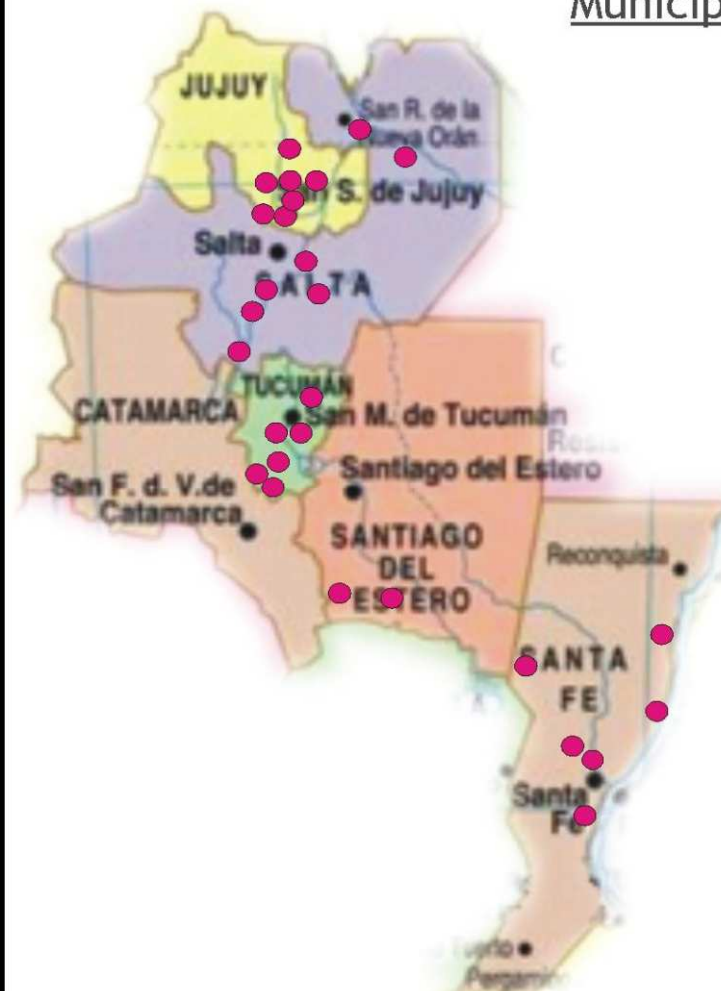 Municip
JUJUY
San R. de la
Nueva Orán
San S. de Jujuy
Salta
SALTA
TUCUMÁN
CATAMARCA
San M. de Tucumán
San F. d. V.de
Catamarca
Santiago del Estero
SANTIAGO
DEL
ESTERO
Reconquista
SANTA
FE
Santa
Fe